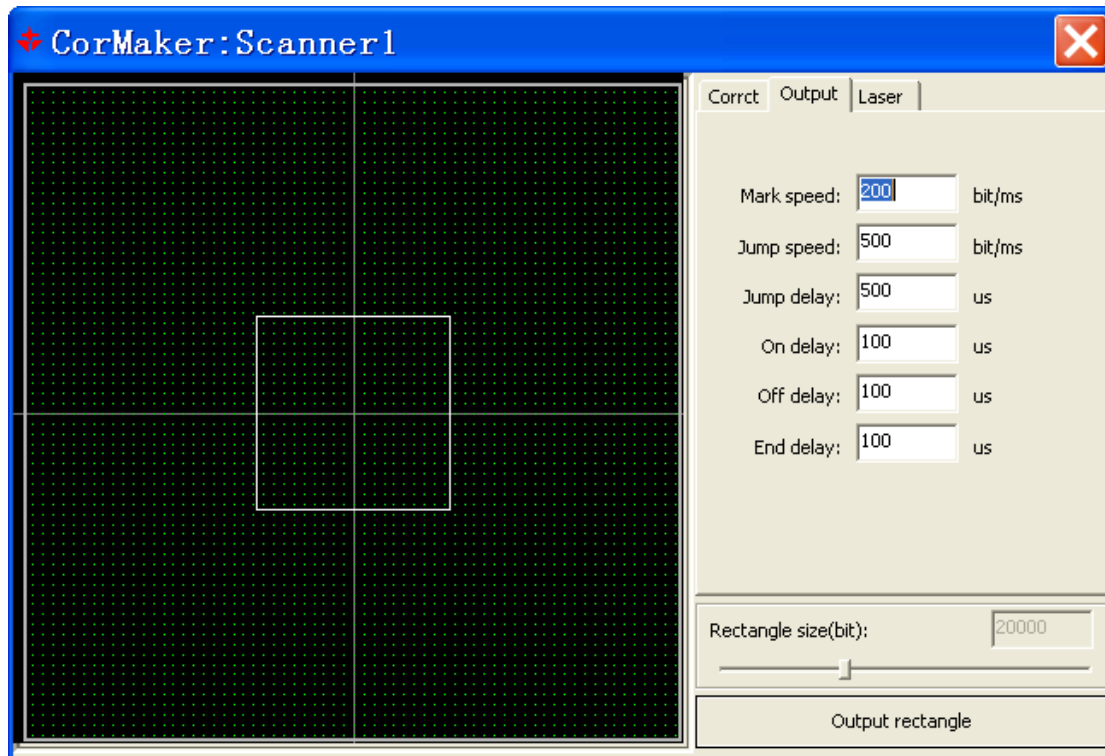 CorMaker:Scanner1
Corrct Output Laser
Mark speed: 200 bit/ms
Jump speed: 500 bit/ms
Jump delay: 500 us
On delay: 100 us
Off delay: 100 us
End delay: 100 us
Rectangle size(bit): 20000
Output rectangle